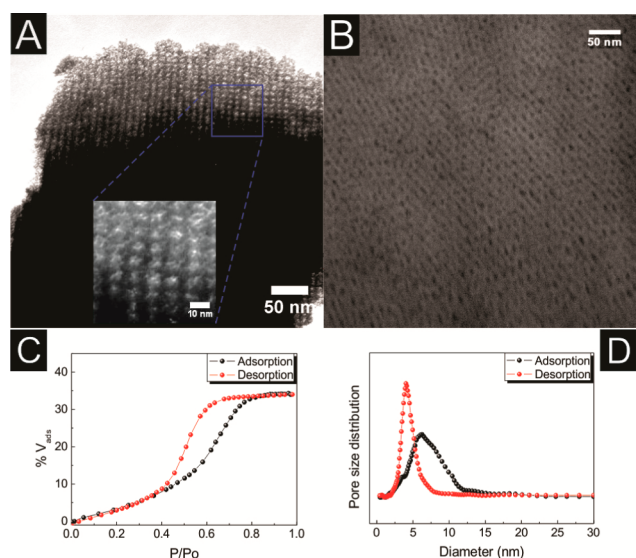 A
50 nm
10 nm
B
50 nm
C
Adsorption
Desorption
% Vads
40
30
20
10
0
0.0 0.2 0.4 0.6 0.8 1.0
P/Po
D
Adsorption
Desorption
Pore size distribution
0 5 10 15 20 25 30
Diameter (nm)